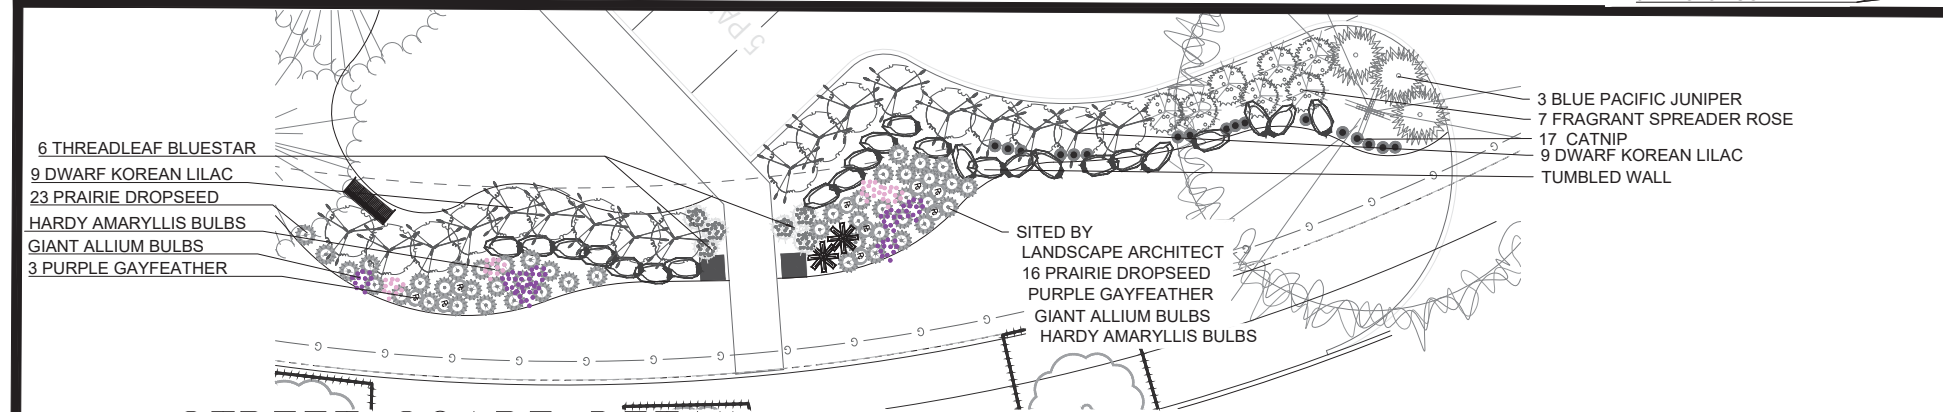 5 PA
6 THREADLEAF BLUESTAR
9 DWARF KOREAN LILAC
23 PRAIRIE DROPSEED
HARDY AMARYLLIS BULBS
GIANT ALLIUM BULBS
3 PURPLE GAYFEATHER
3 BLUE PACIFIC JUNIPER
7 FRAGRANT SPREADER ROSE
17 CATNIP
9 DWARF KOREAN LILAC
TUMBLED WALL
SITED BY
LANDSCAPE ARCHITECT
16 PRAIRIE DROPSEED
PURPLE GAYFEATHER
GIANT ALLIUM BULBS
HARDY AMARYLLIS BULBS
G G G G G G G G
G G G G G G